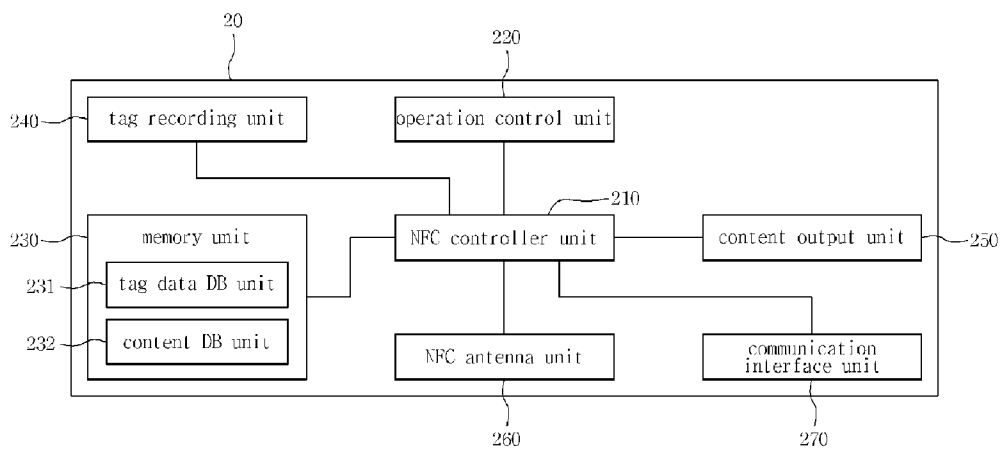 20
220
240
tag recording unit
operation control unit
210
230
memory unit
NFC controller unit
content output unit
250
231
tag data DB unit
232
content DB unit
NFC antenna unit
communication
interface unit
260
270